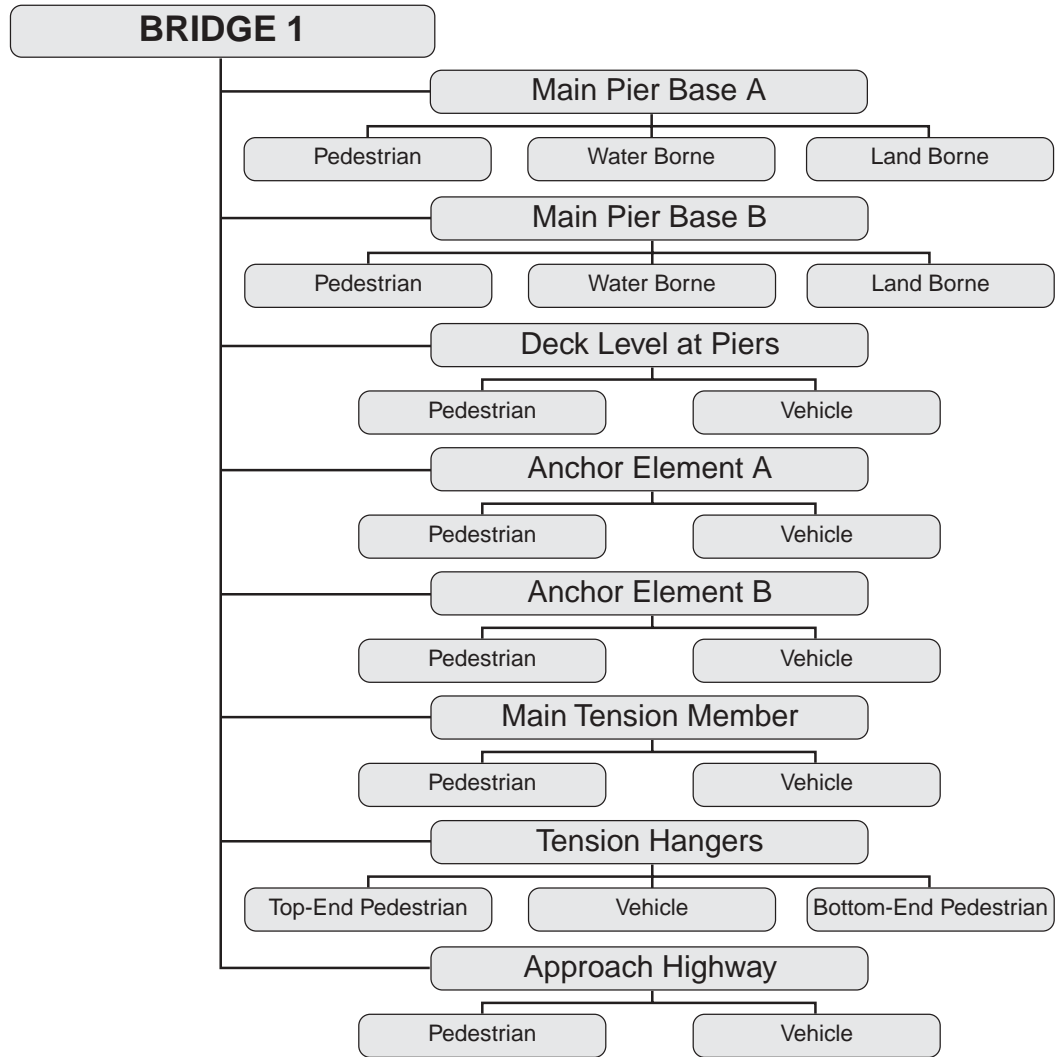 BRIDGE 1
Main Pier Base A
Pedestrian
Water Borne
Land Borne
Main Pier Base B
Pedestrian
Water Borne
Land Borne
Deck Level at Piers
Pedestrian
Vehicle
Anchor Element A
Pedestrian
Vehicle
Anchor Element B
Pedestrian
Vehicle
Main Tension Member
Pedestrian
Vehicle
Tension Hangers
Top-End Pedestrian
Vehicle
Bottom-End Pedestrian
Approach Highway
Pedestrian
Vehicle